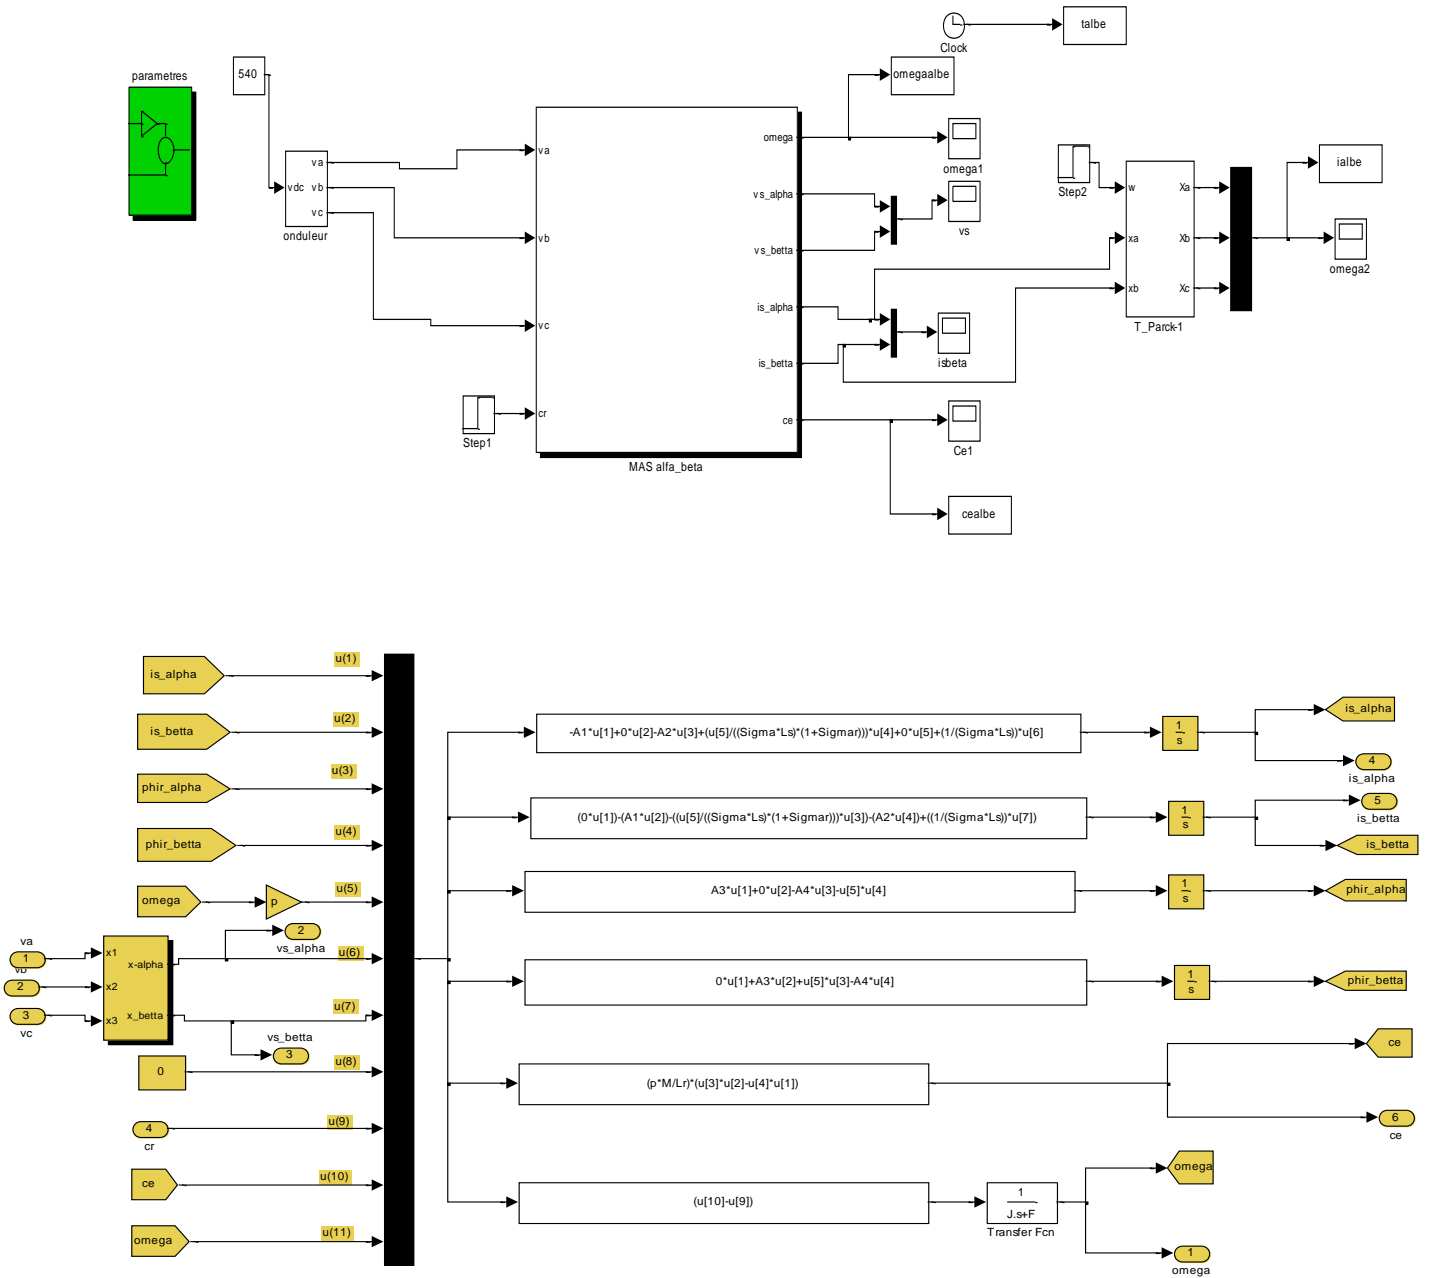 talbe
Clock
parametres
540
omegaalbe
va
vdc vb
vc
onduleur
va
vb
vc
cr
Step1
omega
vs_alpha
vs_betta
is_alpha
is_betta
ce
MAS alfa_beta
omega1
vs
isbeta
Ce1
cealbe
Step2
w
xa
xb
Xa
Xb
Xc
T_Parck-1
ialbe
omega2
is_alpha
u(1)
is_betta
u(2)
phir_alpha
u(3)
phir_betta
u(4)
omega
p
u(5)
va
1
vb
2
3
vc
x1
x2
x3
x-alpha
x_betta
2
vs_alpha
u(6)
u(7)
vs_betta
3
0
u(8)
4
cr
u(9)
ce
u(10)
omega
u(11)
-A1*u[1]+0*u[2]-A2*u[3]+(u[5]/((Sigma*Ls)*(1+Sigmar)))*u[4]+0*u[5]+(1/(Sigma*Ls))*u[6]
1
s
is_alpha
4
is_alpha
(0*u[1])-(A1*u[2])-((u[5]/((Sigma*Ls)*(1+Sigmar)))*u[3])-(A2*u[4])+((1/(Sigma*Ls))*u[7])
1
s
5
is_betta
is_betta
A3*u[1]+0*u[2]-A4*u[3]-u[5]*u[4]
1
s
phir_alpha
0*u[1]+A3*u[2]+u[5]*u[3]-A4*u[4]
1
s
phir_betta
(p*M/Lr)*(u[3]*u[2]-u[4]*u[1])
ce
6
ce
(u[10]-u[9])
1
J.s+F
Transfer Fcn
omega
1
omega